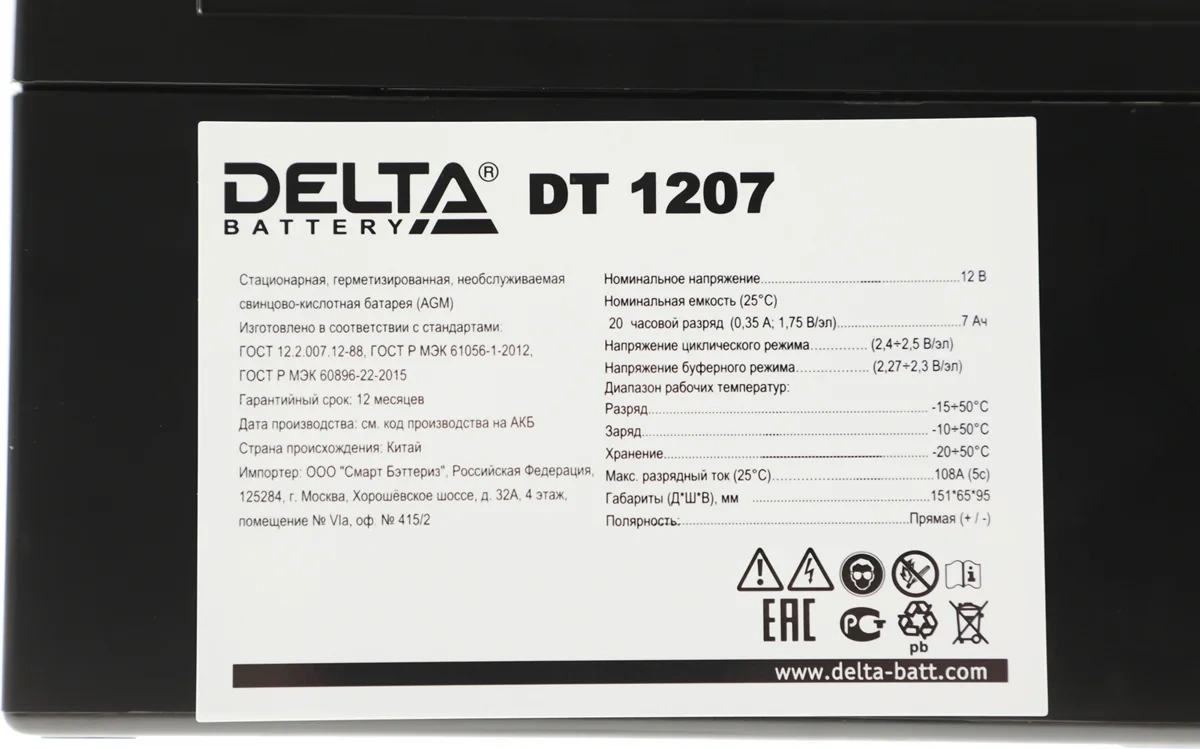 DELTA® DT 1207
BATTERY
Стационарная, герметизированная, необслуживаемая
свинцово-кислотная батарея (AGM)
Изготовлено в соответствии с стандартами:
ГОСТ 12.2.007.12-88, ГОСТ Р МЭК 61056-1-2012,
ГОСТ Р МЭК 60896-22-2015
Гарантийный срок: 12 месяцев
Дата производства: см. код производства на АКБ
Страна происхождения: Китай
Импортер: ООО "Смарт Бэттериз", Российская Федерация,
125284, г. Москва, Хорошёвское шоссе, д. 32А, 4 этаж,
помещение № VIa, оф. № 415/2
Номинальное напряжение....................12 В
Номинальная емкость (25°C)
20 часовой разряд (0,35 А; 1,75 В/эл)....................7 Ач
Напряжение циклического режима............. (2,4÷2,5 В/эл)
Напряжение буферного режима.................. (2,27÷2,3 В/эл)
Диапазон рабочих температур:
Разряд.................... -15÷50°C
Заряд.................... -10÷50°C
Хранение.................... -20÷50°C
Макс. разрядный ток (25°C).................... 108А (5с)
Габариты (Д*Ш*В), мм ....................151*65*95
Полярность:....................Прямая (+ / -)
EAC РСТ
pb
www.delta-batt.com